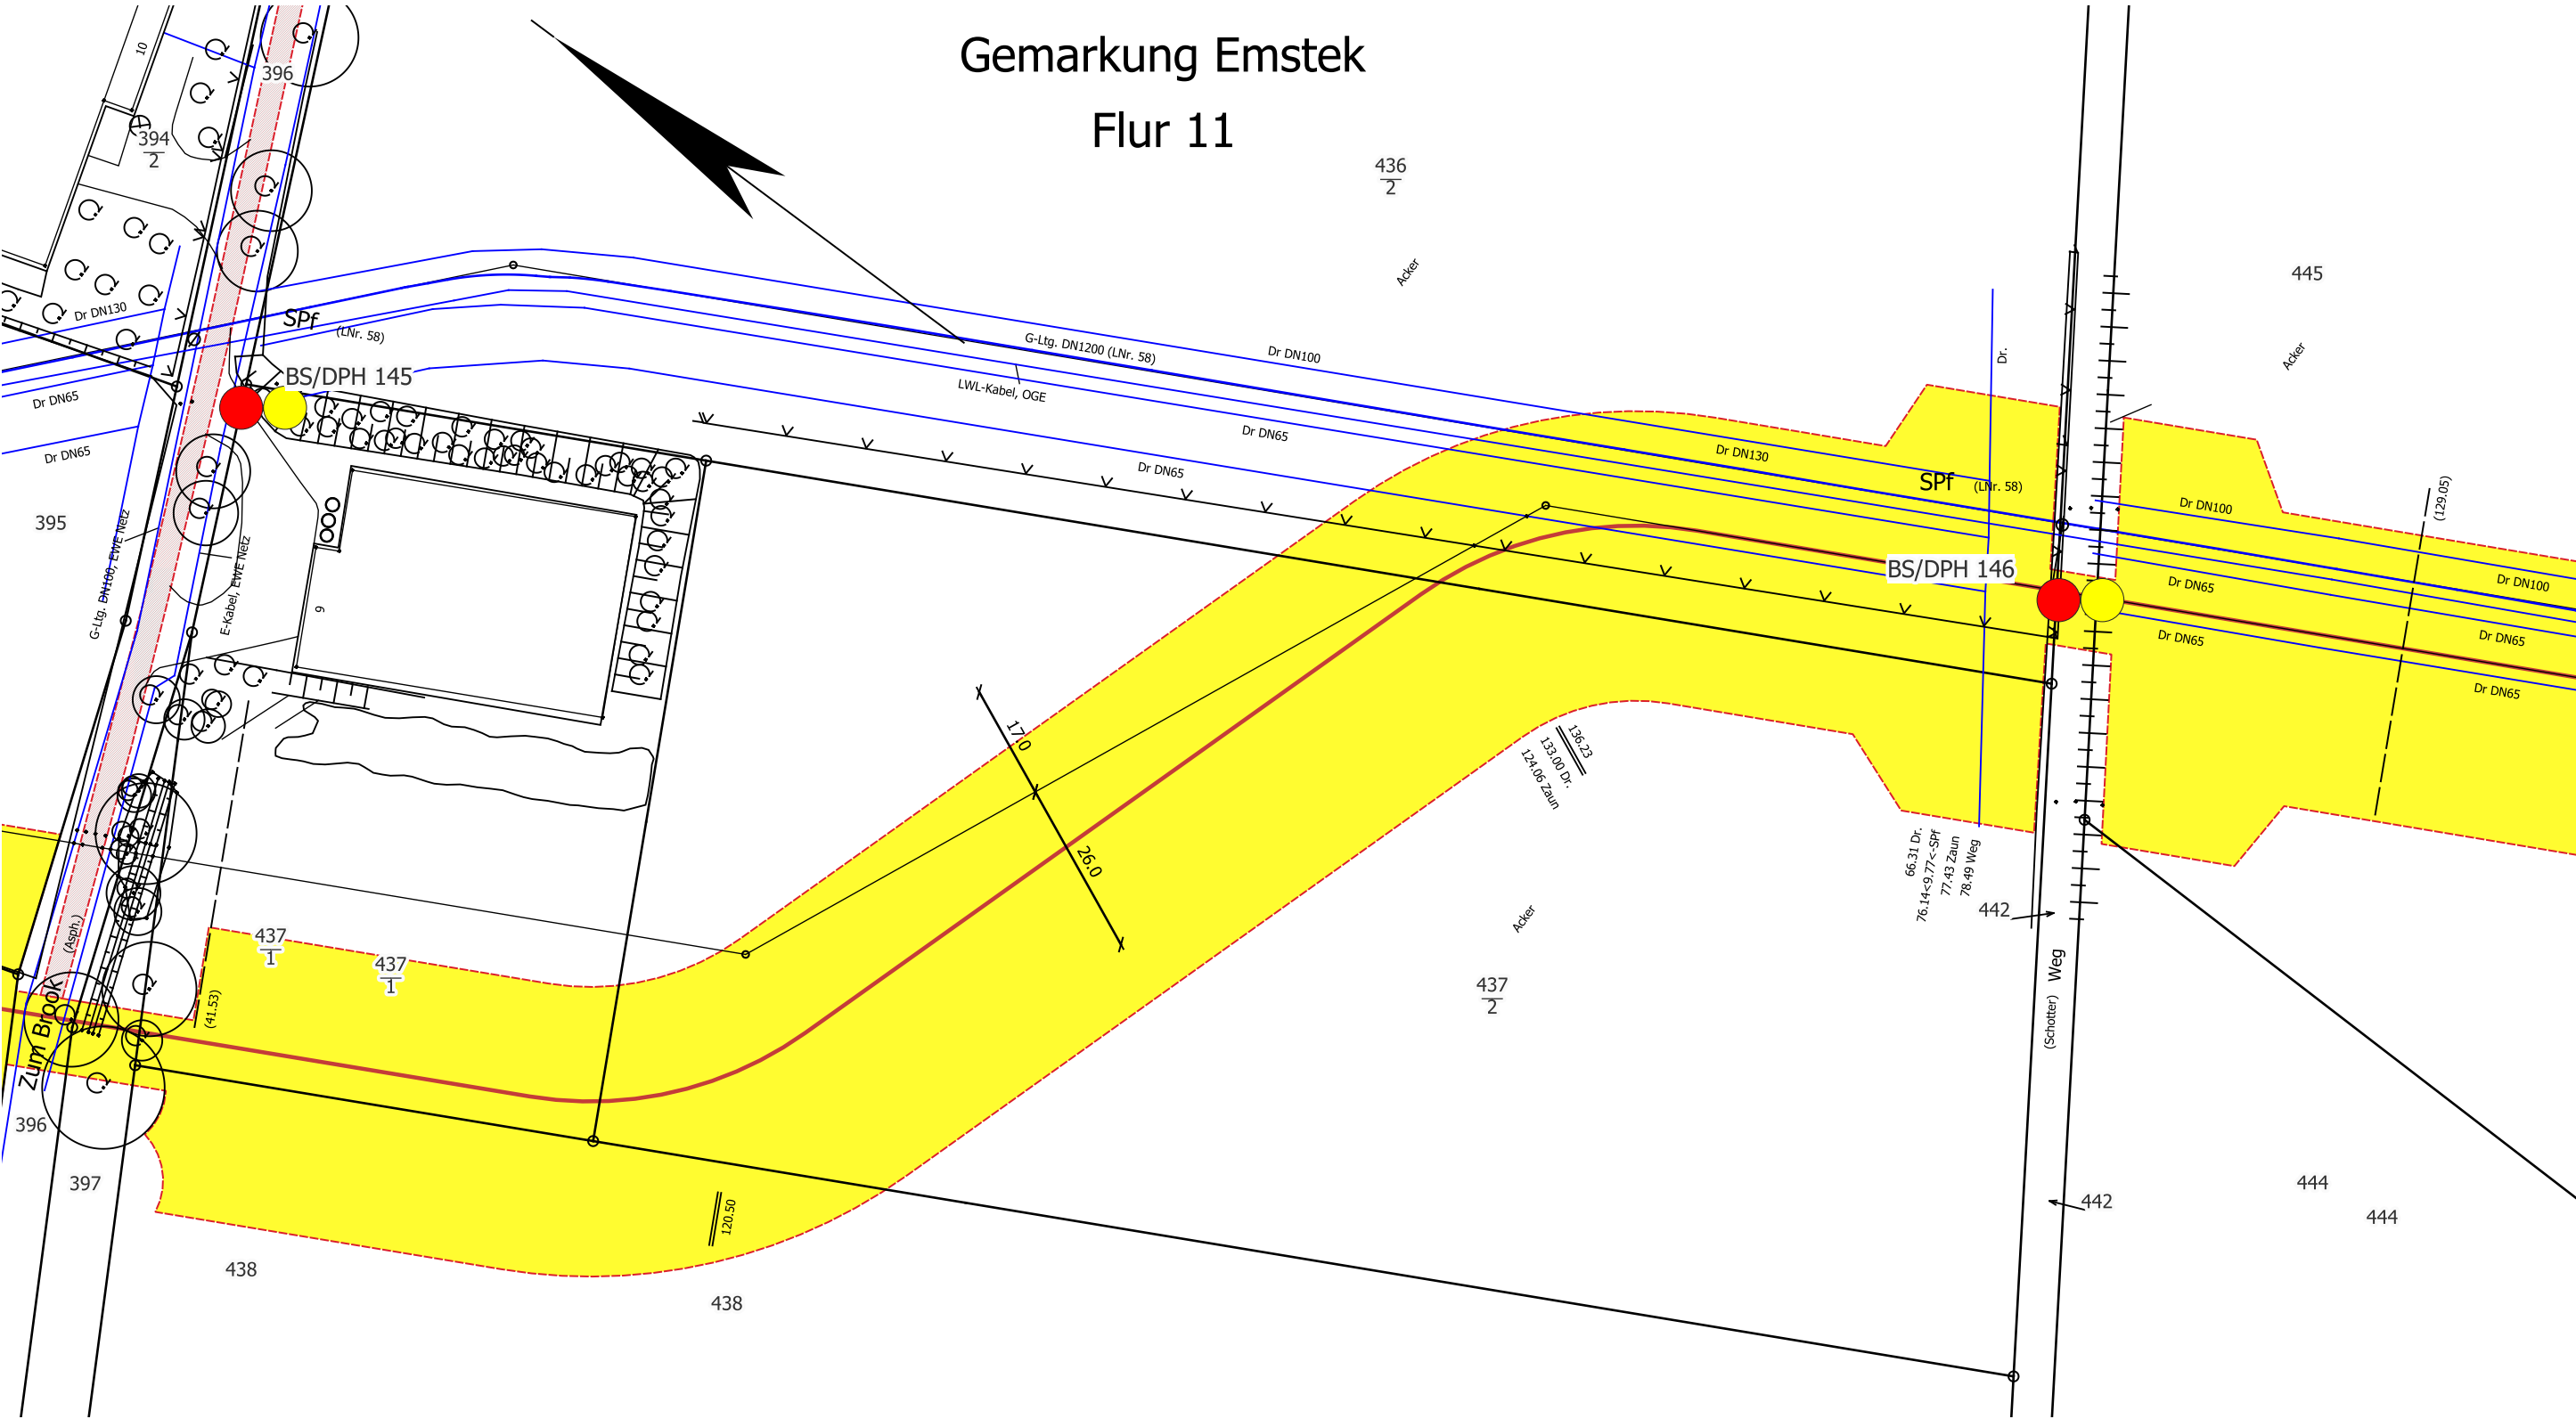 Gemarkung Emstek
Flur 11
10
396
394
2
436
2
Acker
445
Acker
Dr DN130
SPf
(LNr. 58)
G-Ltg. DN1200 (LNr. 58)
Dr DN100
Dr.
LWL-Kabel, OGE
BS/DPH 145
Dr DN65
Dr DN65
Dr DN65
Dr DN65
Dr DN130
SPf
(LNr. 58)
Dr DN100
(129.05)
395
G-Ltg. DN100, EWE Netz
E-Kabel, EWE Netz
9
BS/DPH 146
Dr DN65
Dr DN100
Dr DN65
Dr DN65
Dr DN65
17.0
26.0
136.23
133.00 Dr.
124.06 Zaun
66.31 Dr.
76.14<9.77<-SPf
77.43 Zaun
78.49 Weg
442
(Asph.)
437
1
437
1
Acker
437
2
(41.53)
Zum Brook
Weg
(Schotter)
396
397
120.50
438
438
442
444
444